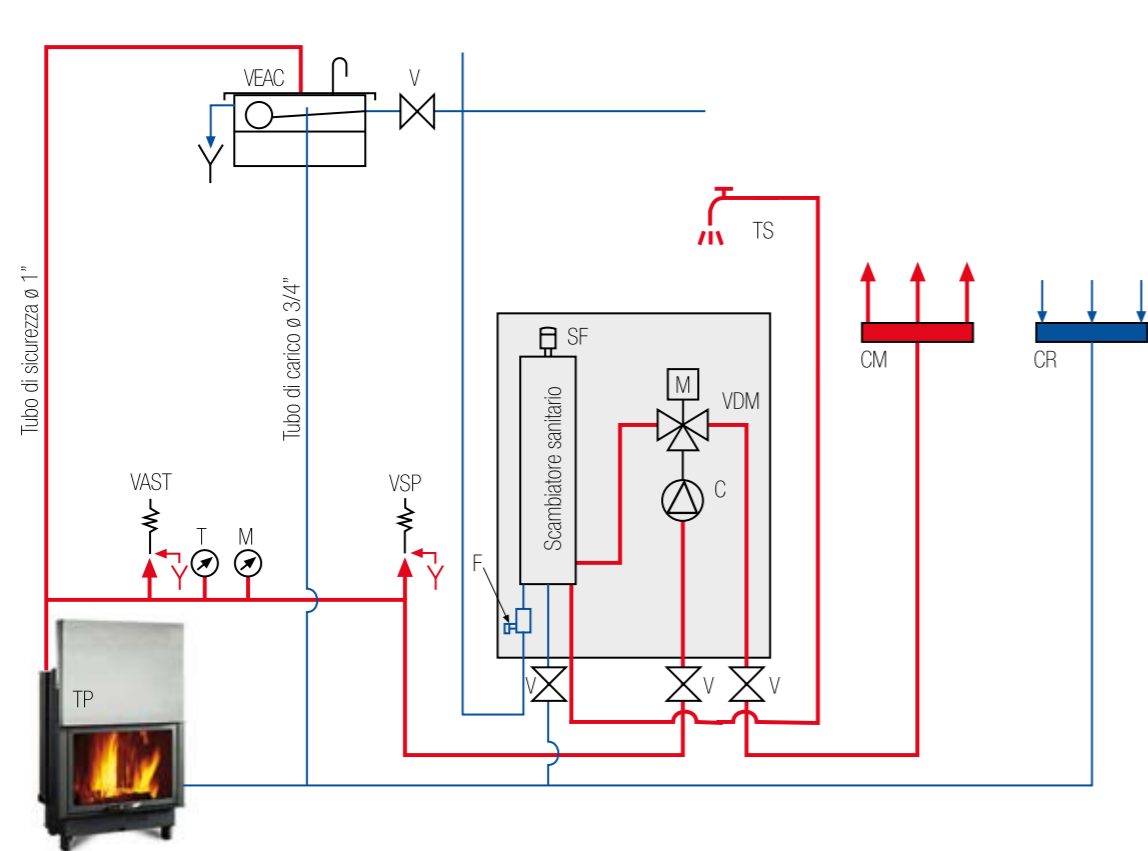 VEAC
V
TS
Tubo di sicurezza ø 1"
Tubo di carico ø 3/4"
SF
CM
CR
M
VDM
Scambiatore sanitario
VAST
VSP
C
T
M
F
V
V
V
TP